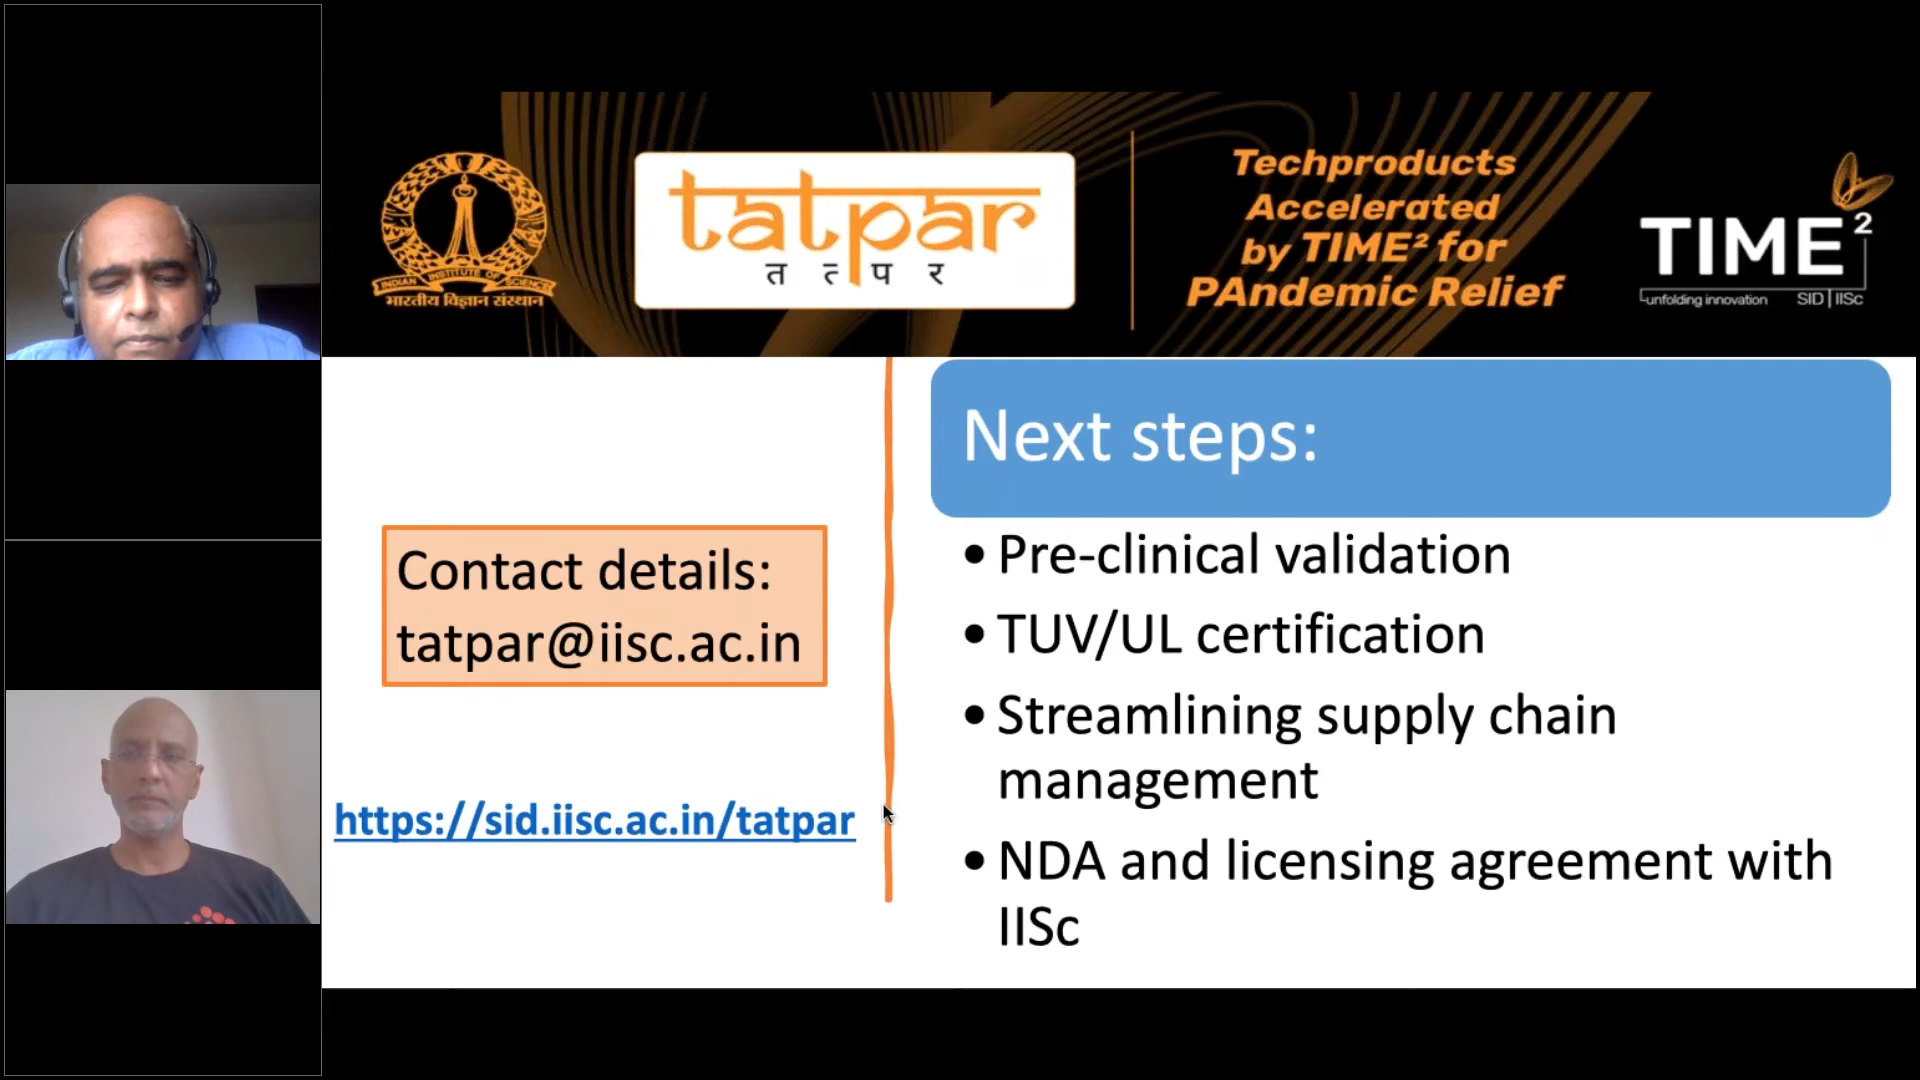 INDIAN INSTITUTE OF SCIENCE
भारतीय विज्ञान संस्थान
tatpar
त त् प र
Techproducts
Accelerated
by TIME² for
PAndemic Relief
TIME²
unfolding innovation SID | IISc
Contact details:
tatpar@iisc.ac.in
https://sid.iisc.ac.in/tatpar
Next steps:
• Pre-clinical validation
• TUV/UL certification
• Streamlining supply chain
management
• NDA and licensing agreement with
IISc